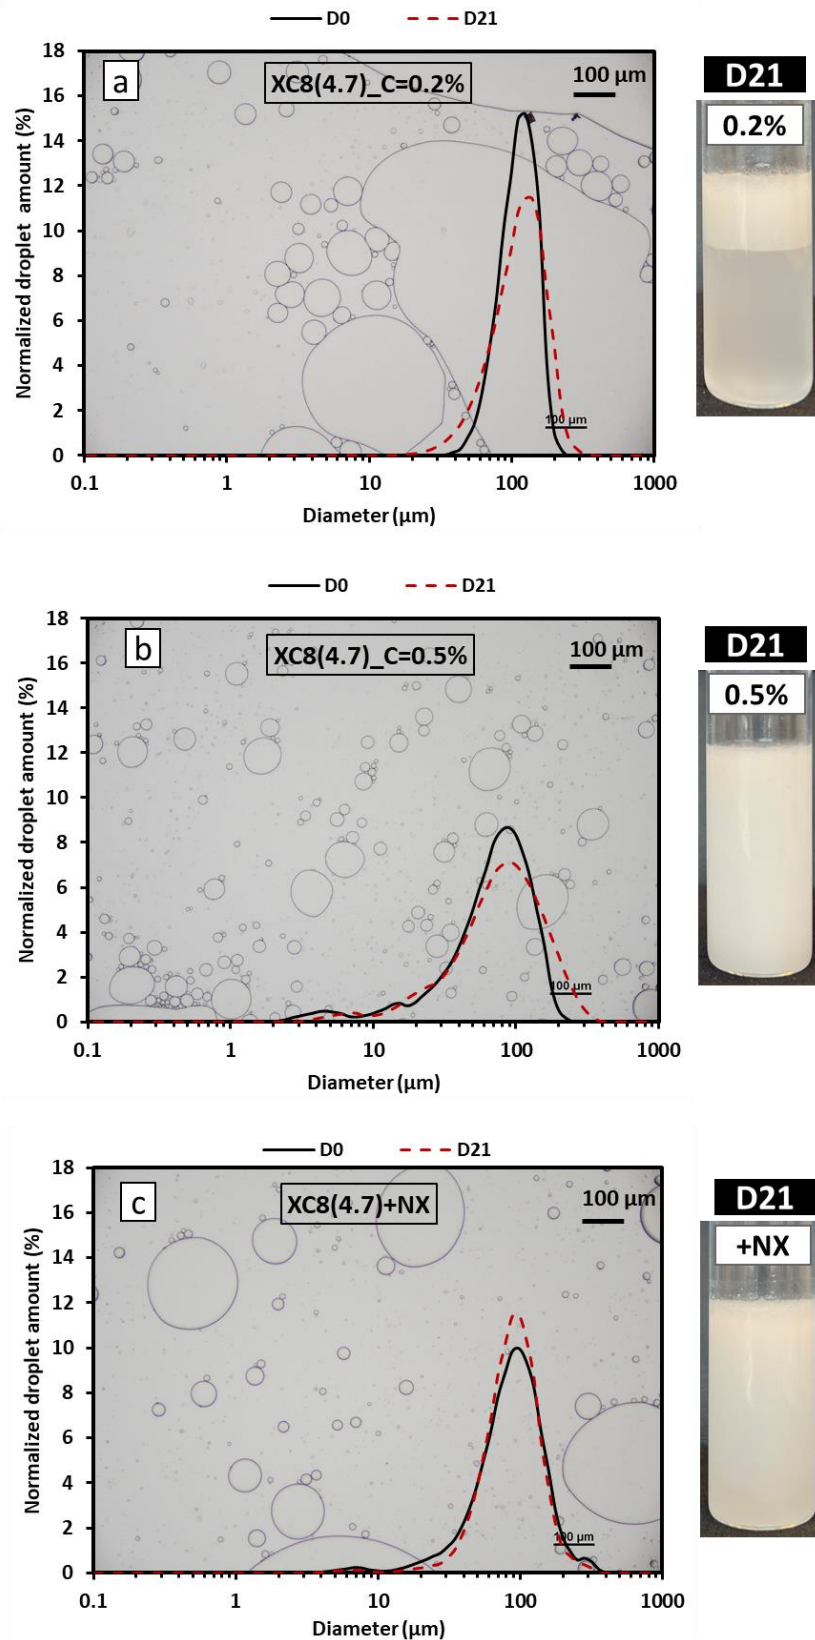 D0 D21
a
XC8(4.7)_C=0.2%
100 µm
Normalized droplet amount (%)
18
16
14
12
10
8
6
4
2
0
100 µm
0.1 1 10 100 1000
Diameter (µm)
D21
0.2%
D0 D21
b
XC8(4.7)_C=0.5%
100 µm
Normalized droplet amount (%)
18
16
14
12
10
8
6
4
2
0
100 µm
0.1 1 10 100 1000
Diameter (µm)
D21
0.5%
D0 D21
c
XC8(4.7)+NX
100 µm
Normalized droplet amount (%)
18
16
14
12
10
8
6
4
2
0
100 µm
0.1 1 10 100 1000
Diameter (µm)
D21
+NX